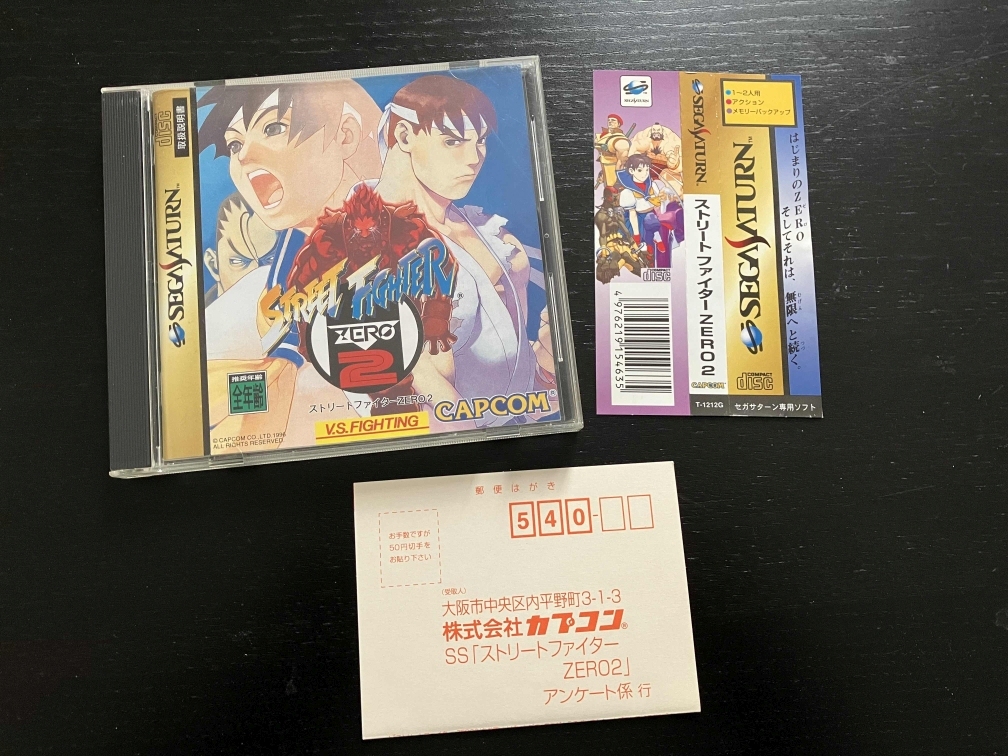 disc
取扱説明書
SEGA SATURN™
STREET FIGHTER®
ZERO
2
ストリートファイターZERO2
推奨年齢
全年齢
V.S. FIGHTING
CAPCOM®
© CAPCOM CO.,LTD.1996
ALL RIGHTS RESERVED.
SEGA SATURN
disc
4976219154635
SEGA SATURN™
ストリートファイターZERO2
CAPCOM
T-1212G
●1〜2人用
●アクション
●メモリーバックアップ
SEGA SATURN™
COMPACT
disc
セガサターン専用ソフト
はじまりのZERO
そしてそれは、無限へと続く。
郵便はがき
540-
お手数ですが
50円切手を
お貼り下さい
(受取人)
大阪市中央区内平野町3-1-3
株式会社カプコン®
SS「ストリートファイター
ZERO2」
アンケート係 行